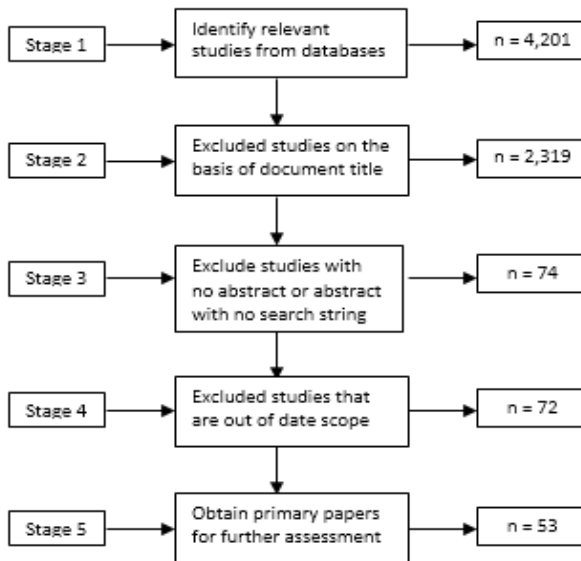 Stage 1
Identify relevant
studies from databases
n = 4,201
Stage 2
Excluded studies on the
basis of document title
n = 2,319
Stage 3
Exclude studies with
no abstract or abstract
with no search string
n = 74
Stage 4
Excluded studies that
are out of date scope
n = 72
Stage 5
Obtain primary papers
for further assessment
n = 53